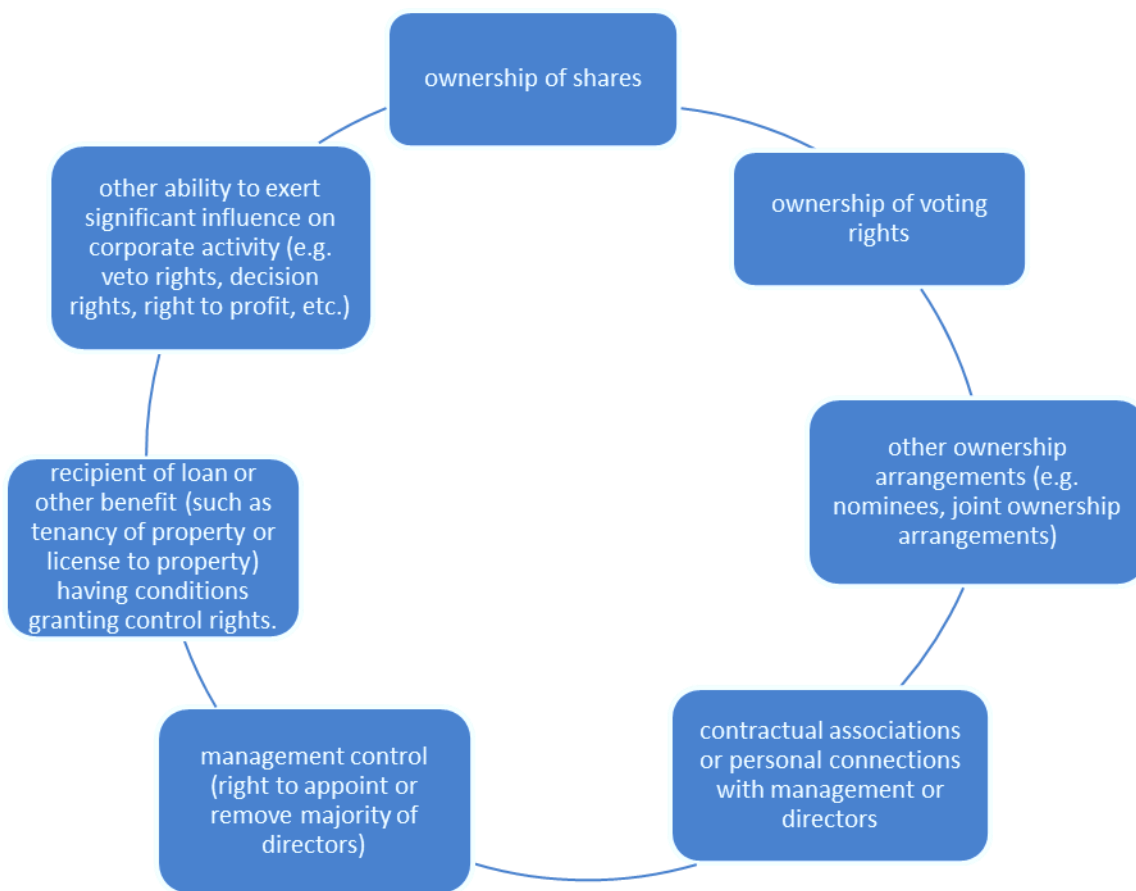 ownership of shares
ownership of voting
rights
other ownership
arrangements (e.g.
nominees, joint ownership
arrangements)
contractual associations
or personal connections
with management or
directors
management control
(right to appoint or
remove majority of
directors)
recipient of loan or
other benefit (such as
tenancy of property or
license to property)
having conditions
granting control rights.
other ability to exert
significant influence on
corporate activity (e.g.
veto rights, decision
rights, right to profit, etc.)